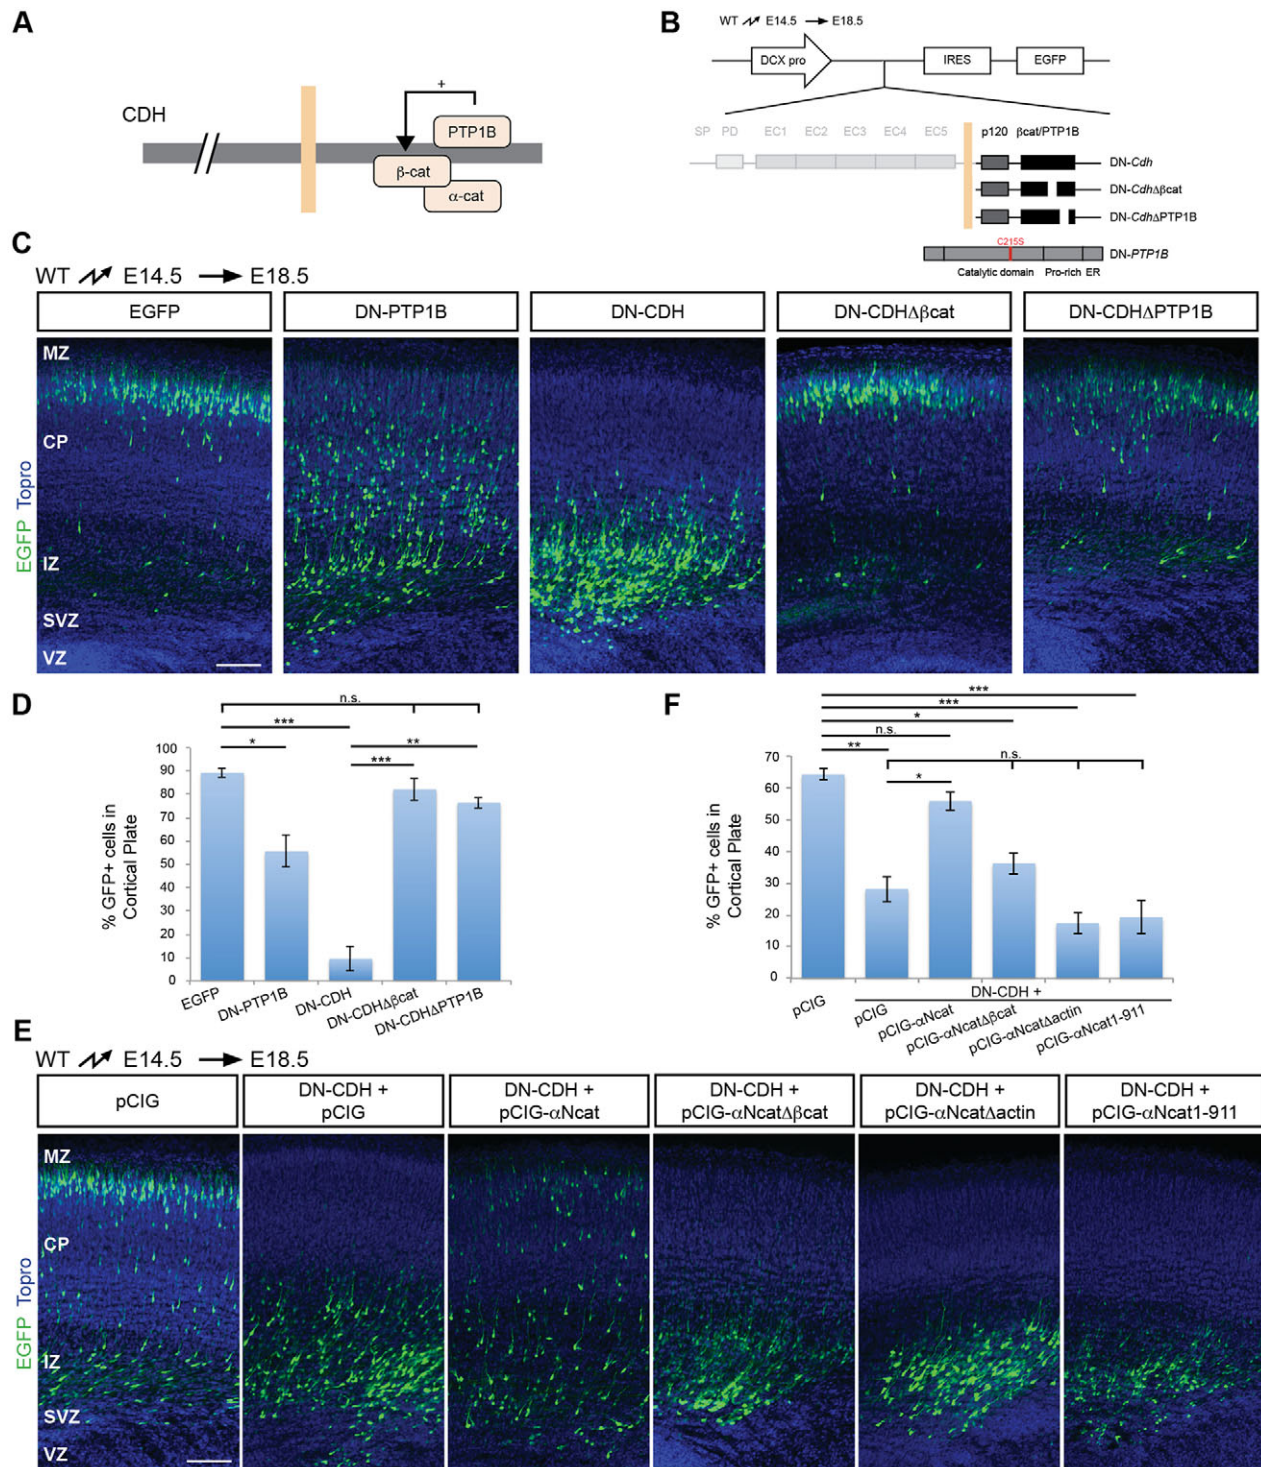 A
CDH
+
PTP1B
β-cat
α-cat
B
WT E14.5 E18.5
DCX pro
IRES
EGFP
SP PD EC1 EC2 EC3 EC4 EC5 p120 βcat/PTP1B
DN-Cdh
DN-CdhΔβcat
DN-CdhΔPTP1B
C215S
DN-PTP1B
Catalytic domain Pro-rich ER
C
WT E14.5 E18.5
EGFP
DN-PTP1B
DN-CDH
DN-CDHΔβcat
DN-CDHΔPTP1B
MZ
CP
IZ
SVZ
VZ
EGFP Topro
D
n.s.
***
*
**
***
100
90
80
70
60
50
40
30
20
10
0
% GFP+ cells in
Cortical Plate
EGFP
DN-PTP1B
DN-CDH
DN-CDHΔβcat
DN-CDHΔPTP1B
F
***
***
*
n.s.
**
n.s.
*
70
60
50
40
30
20
10
0
% GFP+ cells in
Cortical Plate
DN-CDH +
pCIG
pCIG
pCIG-αNcat
pCIG-αNcatΔβcat
pCIG-αNcatΔactin
pCIG-αNcat1-911
E
WT E14.5 E18.5
pCIG
DN-CDH +
pCIG
DN-CDH +
pCIG-αNcat
DN-CDH +
pCIG-αNcatΔβcat
DN-CDH +
pCIG-αNcatΔactin
DN-CDH +
pCIG-αNcat1-911
MZ
CP
IZ
SVZ
VZ
EGFP Topro